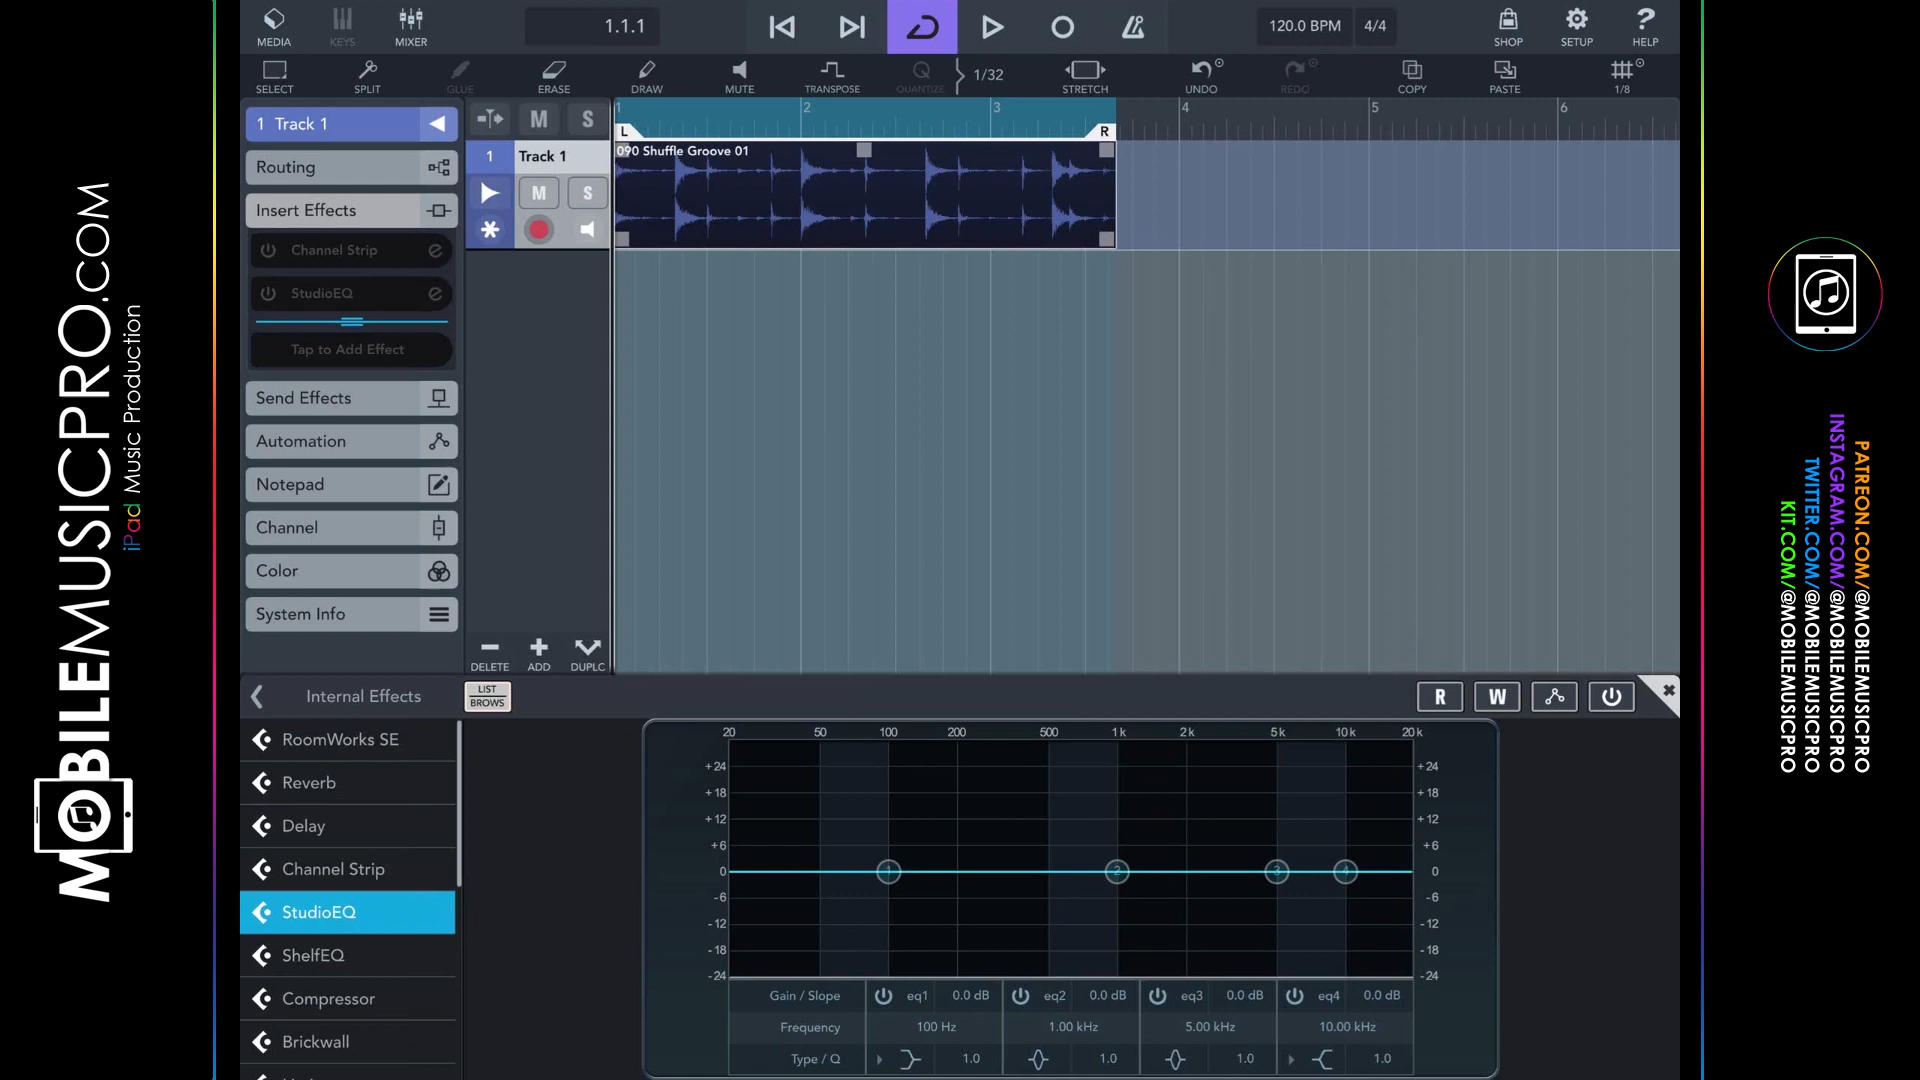 MEDIA
KEYS
MIXER
1.1.1
120.0 BPM
4/4
SHOP
SETUP
HELP
SELECT
SPLIT
GLUE
ERASE
DRAW
MUTE
TRANSPOSE
QUANTIZE
1/32
STRETCH
UNDO
REDO
COPY
PASTE
1/8
1 Track 1
M
S
1
2
3
4
5
6
L
R
Routing
1
Track 1
M
S
090 Shuffle Groove 01
Insert Effects
Channel Strip
StudioEQ
Tap to Add Effect
Send Effects
Automation
Notepad
Channel
Color
System Info
DELETE
ADD
DUPLC
Internal Effects
LIST
BROWS
R
W
RoomWorks SE
Reverb
Delay
Channel Strip
StudioEQ
ShelfEQ
Compressor
Brickwall
20 50 100 200 500 1k 2k 5k 10k 20k
+24 +24
+18 +18
+12 +12
+6 +6
0 1 2 3 4 0
-6 -6
-12 -12
-18 -18
-24 -24
Gain / Slope eq1 0.0 dB eq2 0.0 dB eq3 0.0 dB eq4 0.0 dB
Frequency 100 Hz 1.00 kHz 5.00 kHz 10.00 kHz
Type / Q 1.0 1.0 1.0 1.0
MOBILEMUSICPRO.COM
iPad Music Production
PATREON.COM/@MOBILEMUSICPRO
INSTAGRAM.COM/@MOBILEMUSICPRO
TWITTER.COM/@MOBILEMUSICPRO
KIT.COM/@MOBILEMUSICPRO